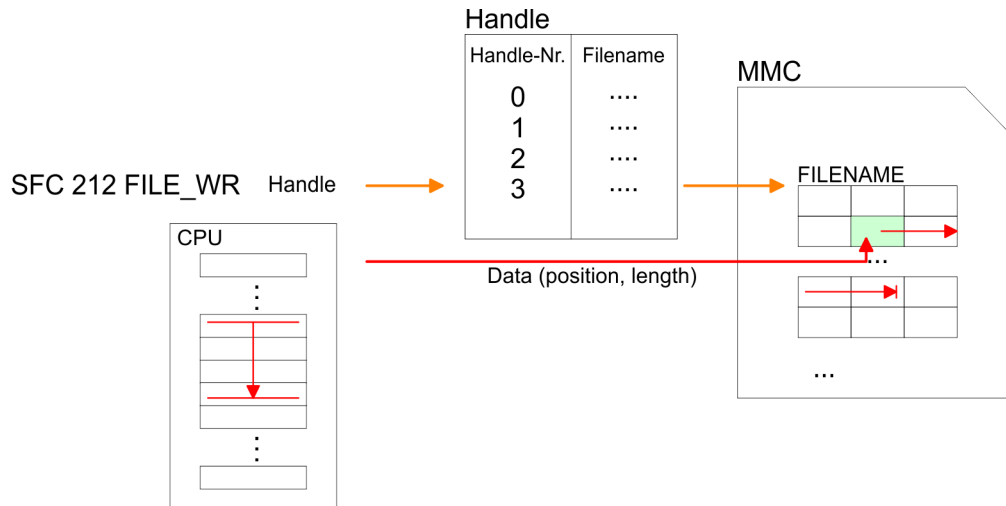 Handle
Handle-Nr. Filename
0 ....
1 ....
2 ....
3 ....
MMC
SFC 212 FILE_WR Handle
FILENAME
CPU
...
Data (position, length)
...